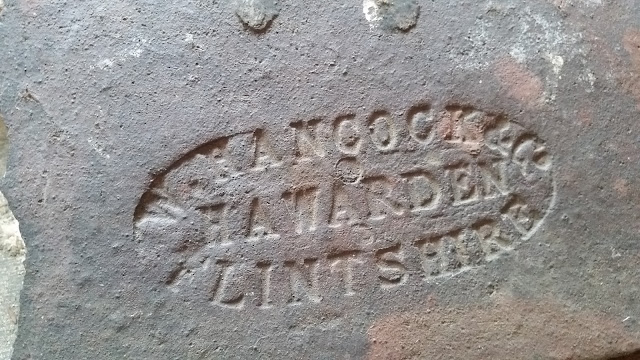 W. HANCOCK & CO
HAWARDEN
FLINTSHIRE